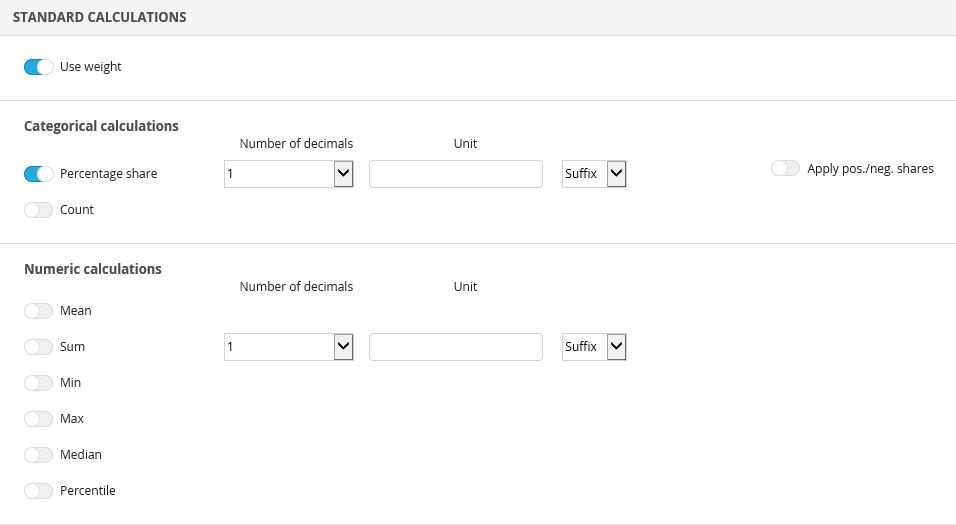 STANDARD CALCULATIONS
Use weight
Categorical calculations
Number of decimals Unit
Percentage share 1 Suffix Apply pos./neg. shares
Count
Numeric calculations
Number of decimals Unit
Mean
Sum 1 Suffix
Min
Max
Median
Percentile